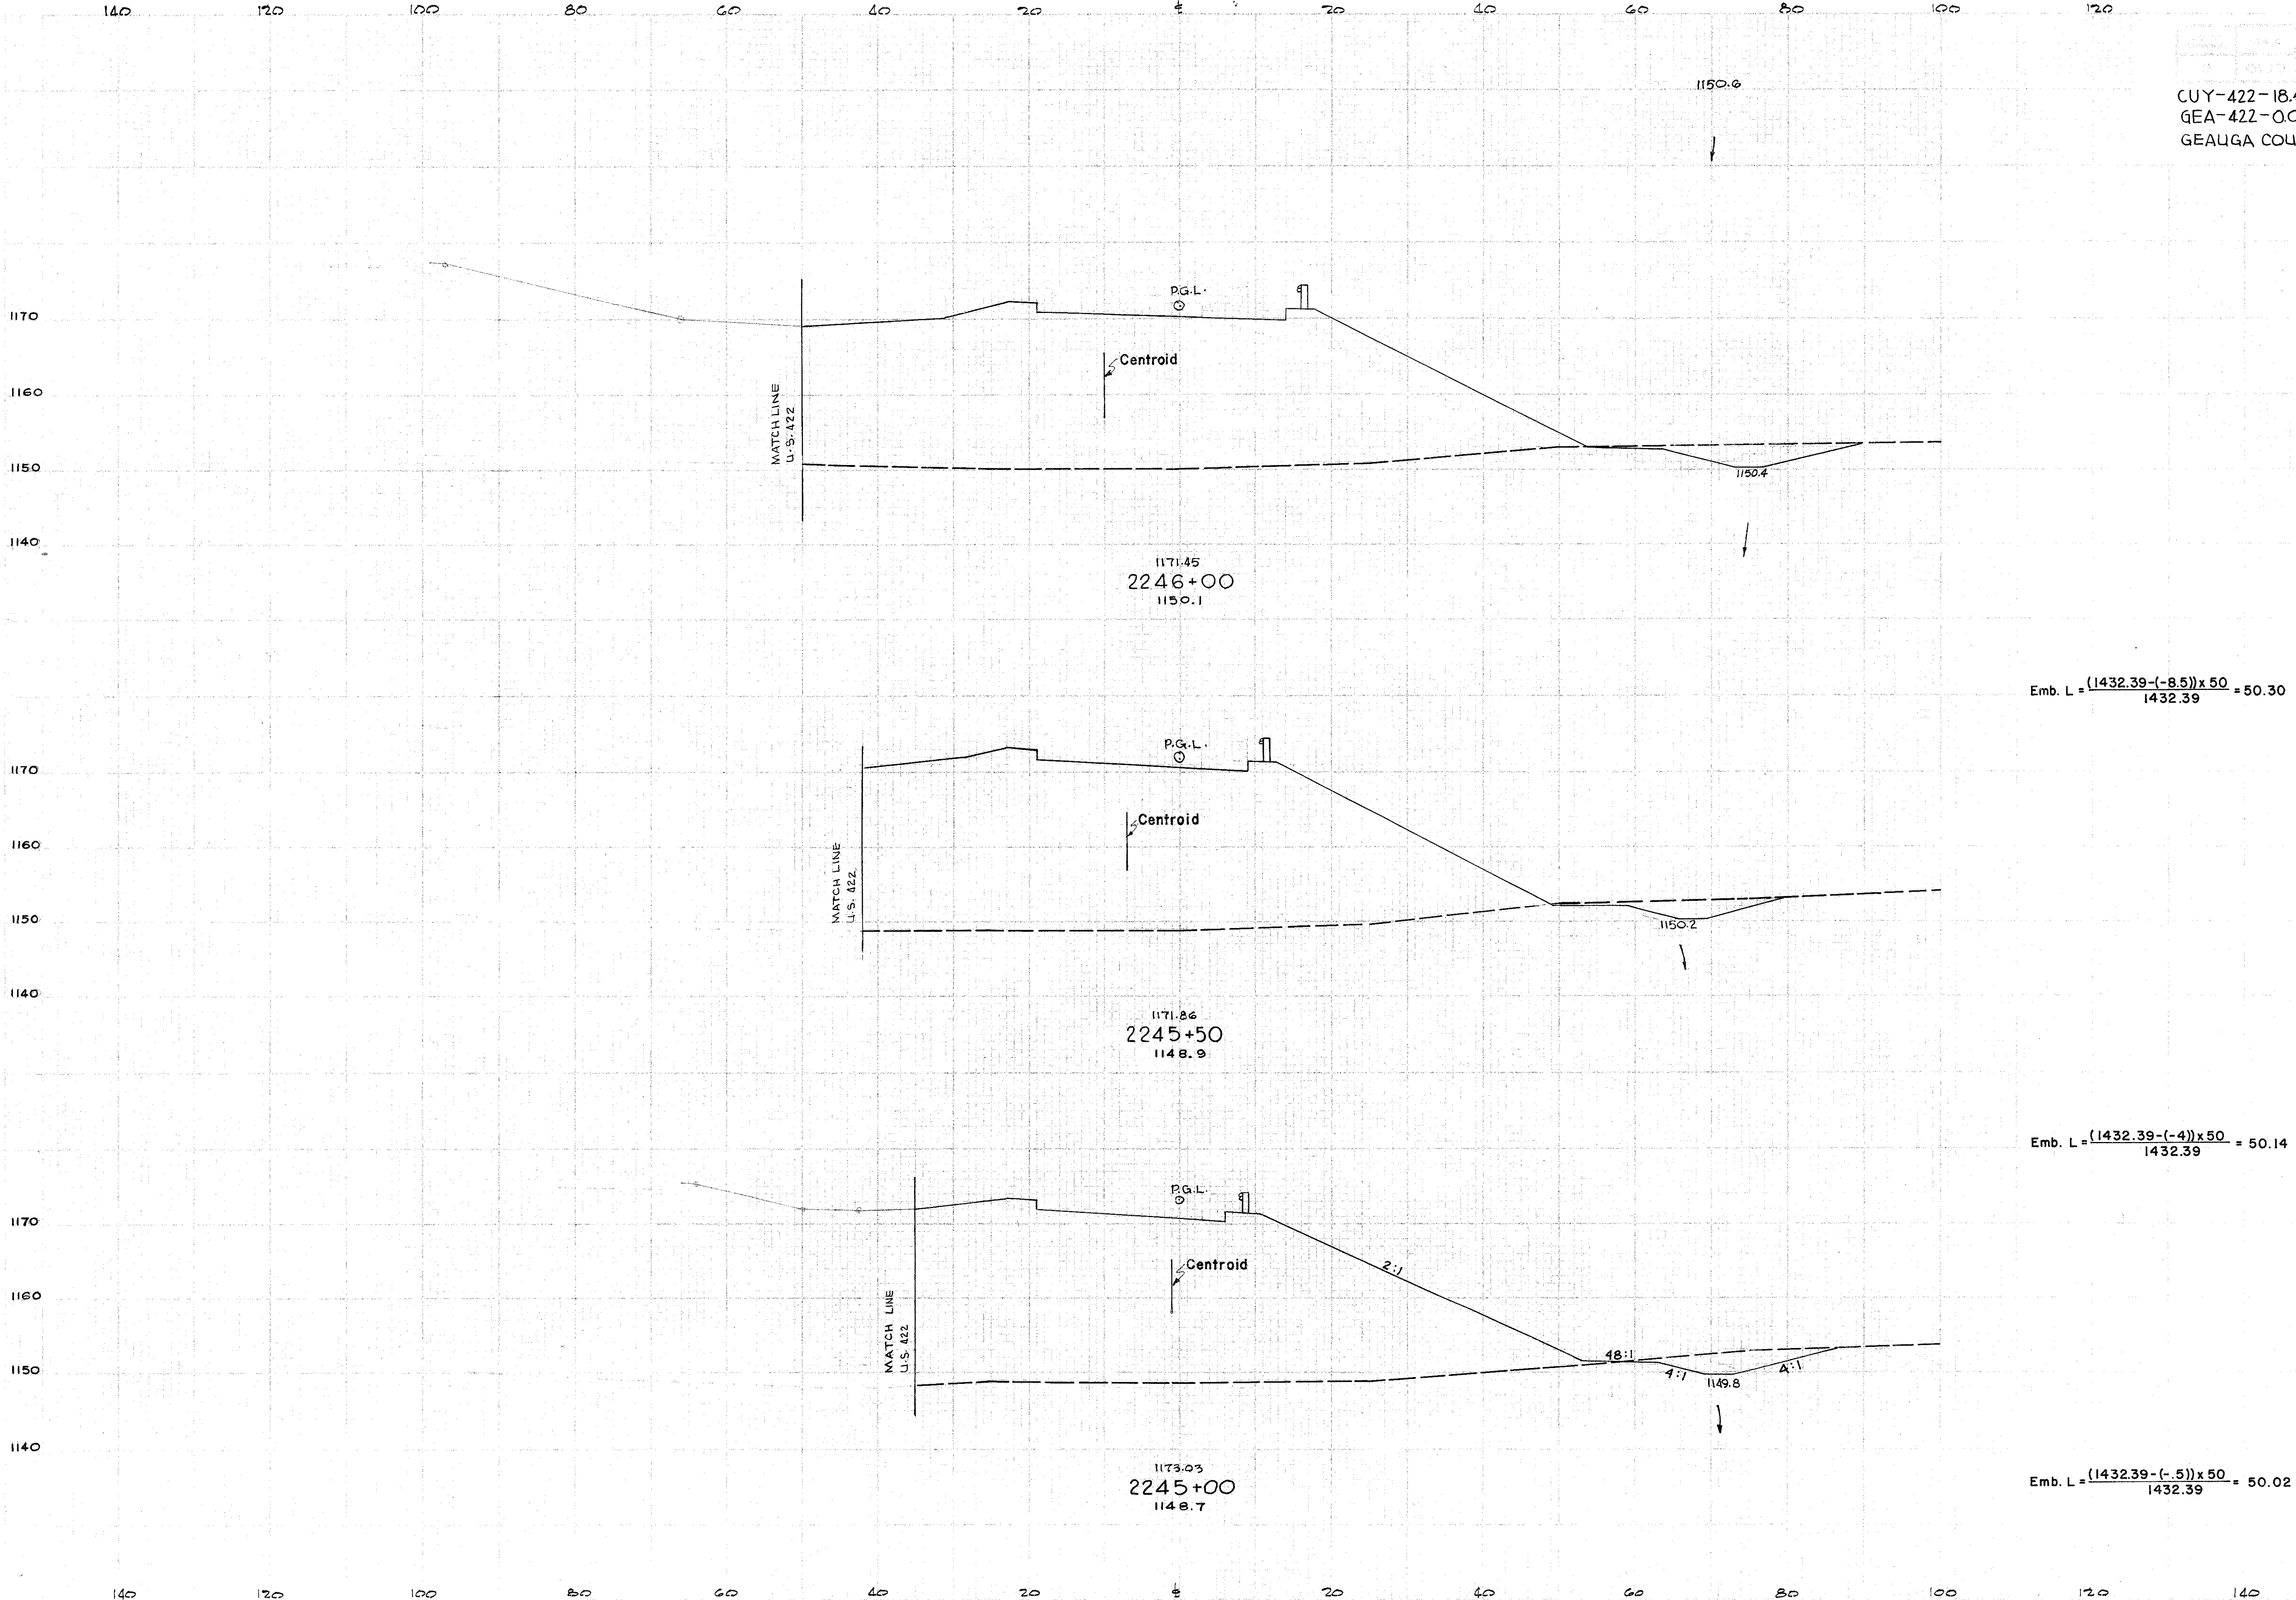 140 120 100 80 60 40 20 ℄ 20 40 60 80 100 120
1150.6
CUY-422-18.
GEA-422-0.
GEAUGA COU
1170
1160
1150
1140
P.G.L.
Centroid
MATCH LINE
U.S. 422
1150.4
1171.45
2246+00
1150.1
Emb. L = (1432.39-(-8.5)) x 50 / 1432.39 = 50.30
1170
1160
1150
1140
P.G.L.
Centroid
MATCH LINE
U.S. 422
1150.2
1171.86
2245+50
1148.9
Emb. L = (1432.39-(-4)) x 50 / 1432.39 = 50.14
1170
1160
1150
1140
P.G.L.
Centroid
MATCH LINE
U.S. 422
2:1
48:1
4:1
1149.8
4:1
1173.03
2245+00
1148.7
Emb. L = (1432.39-(-.5)) x 50 / 1432.39 = 50.02
140 120 100 80 60 40 20 ℄ 20 40 60 80 100 120 140